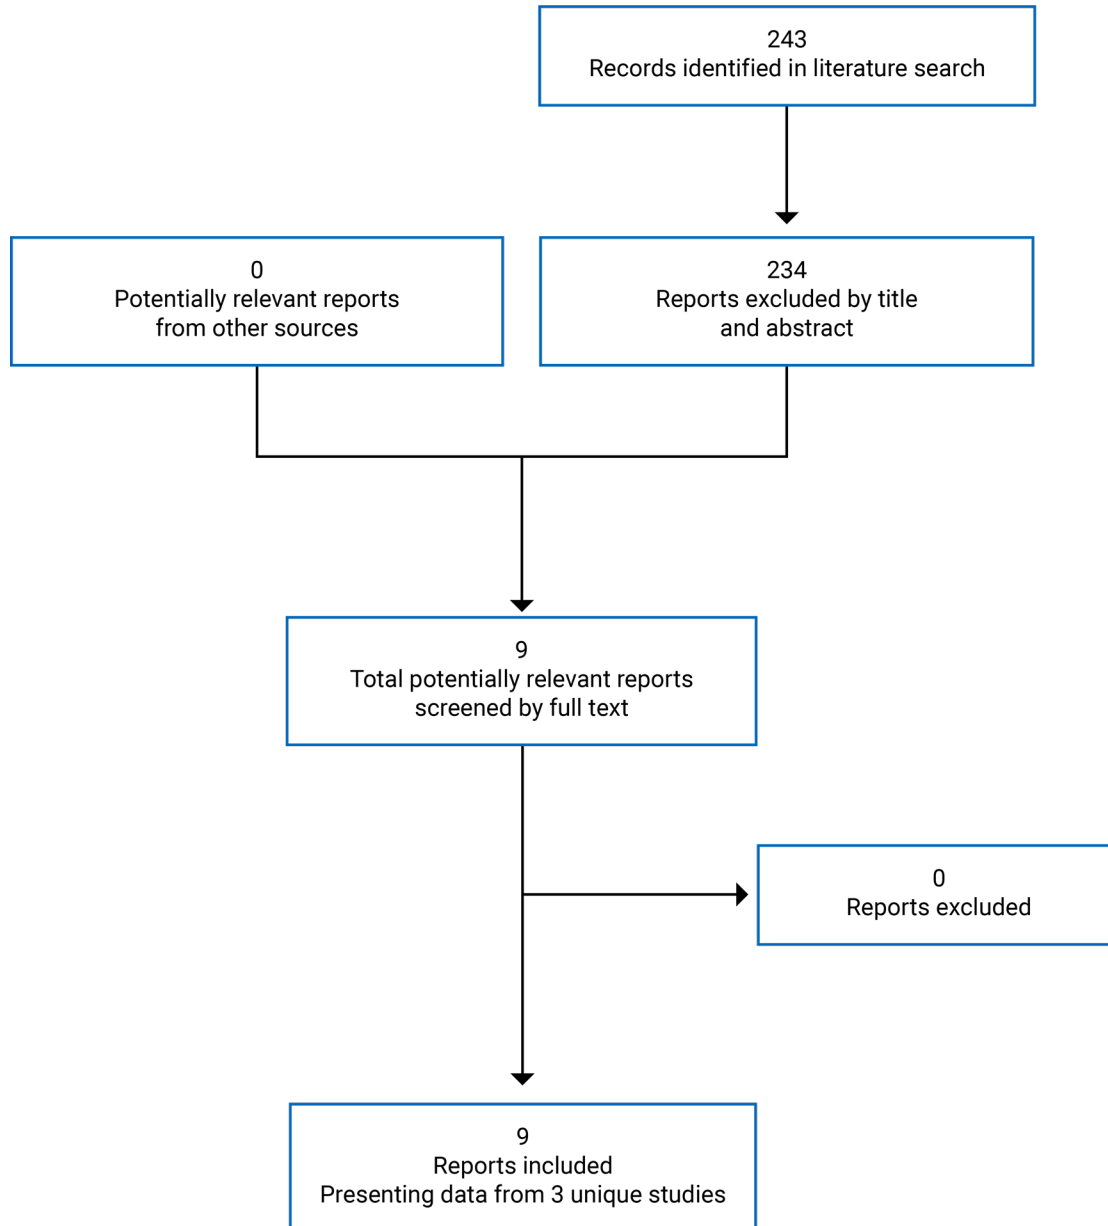 243
Records identified in literature search
0
Potentially relevant reports
from other sources
234
Reports excluded by title
and abstract
9
Total potentially relevant reports
screened by full text
0
Reports excluded
9
Reports included
Presenting data from 3 unique studies